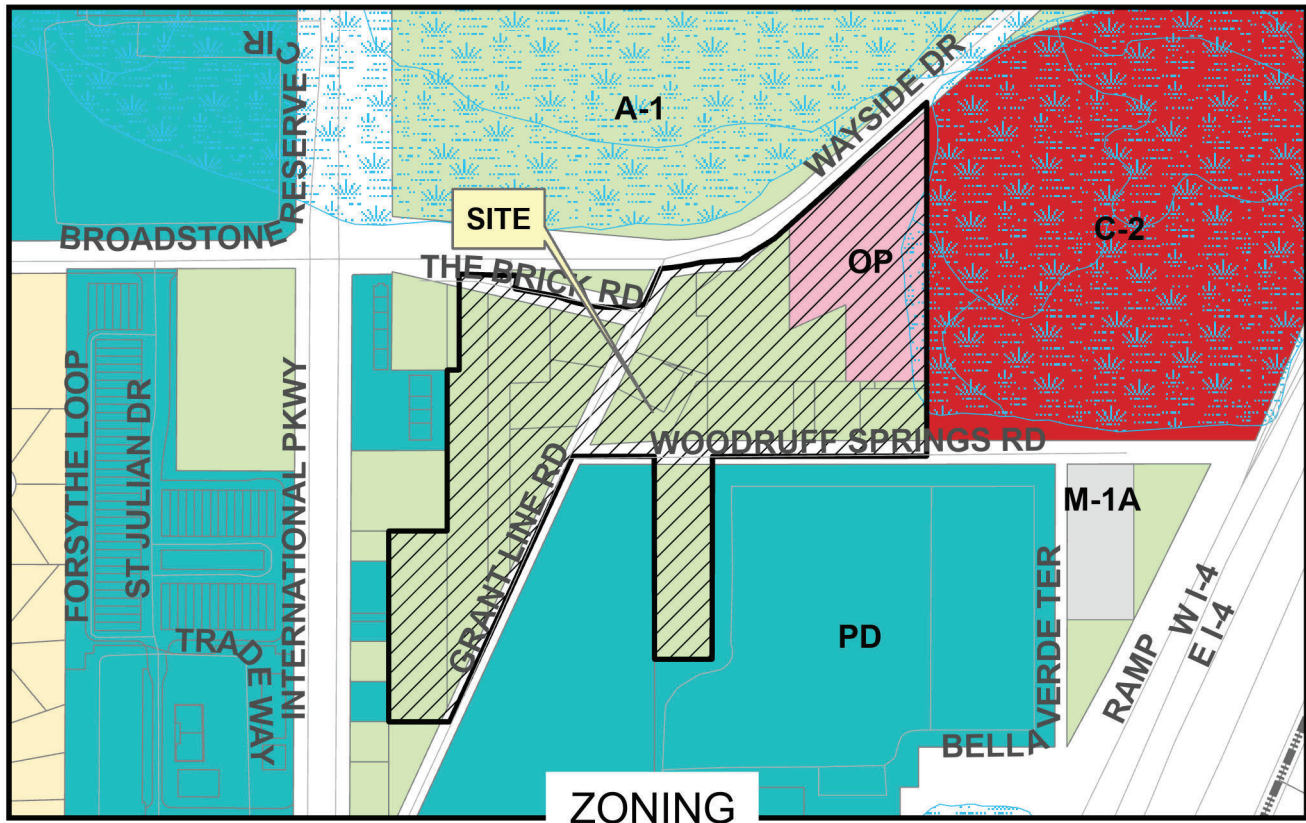 RESERVE CIR
A-1
WAYSIDE DR
SITE
C-2
BROADSTONE
OP
THE BRICK RD
WOODRUFF SPRINGS RD
FORSYTHE LOOP
ST JULIAN DR
INTERNATIONAL PKWY
GRANT LINE RD
M-1A
W I-4
E I-4
RAMP
TRADE WAY
PD
BELLA VERDE TER
ZONING